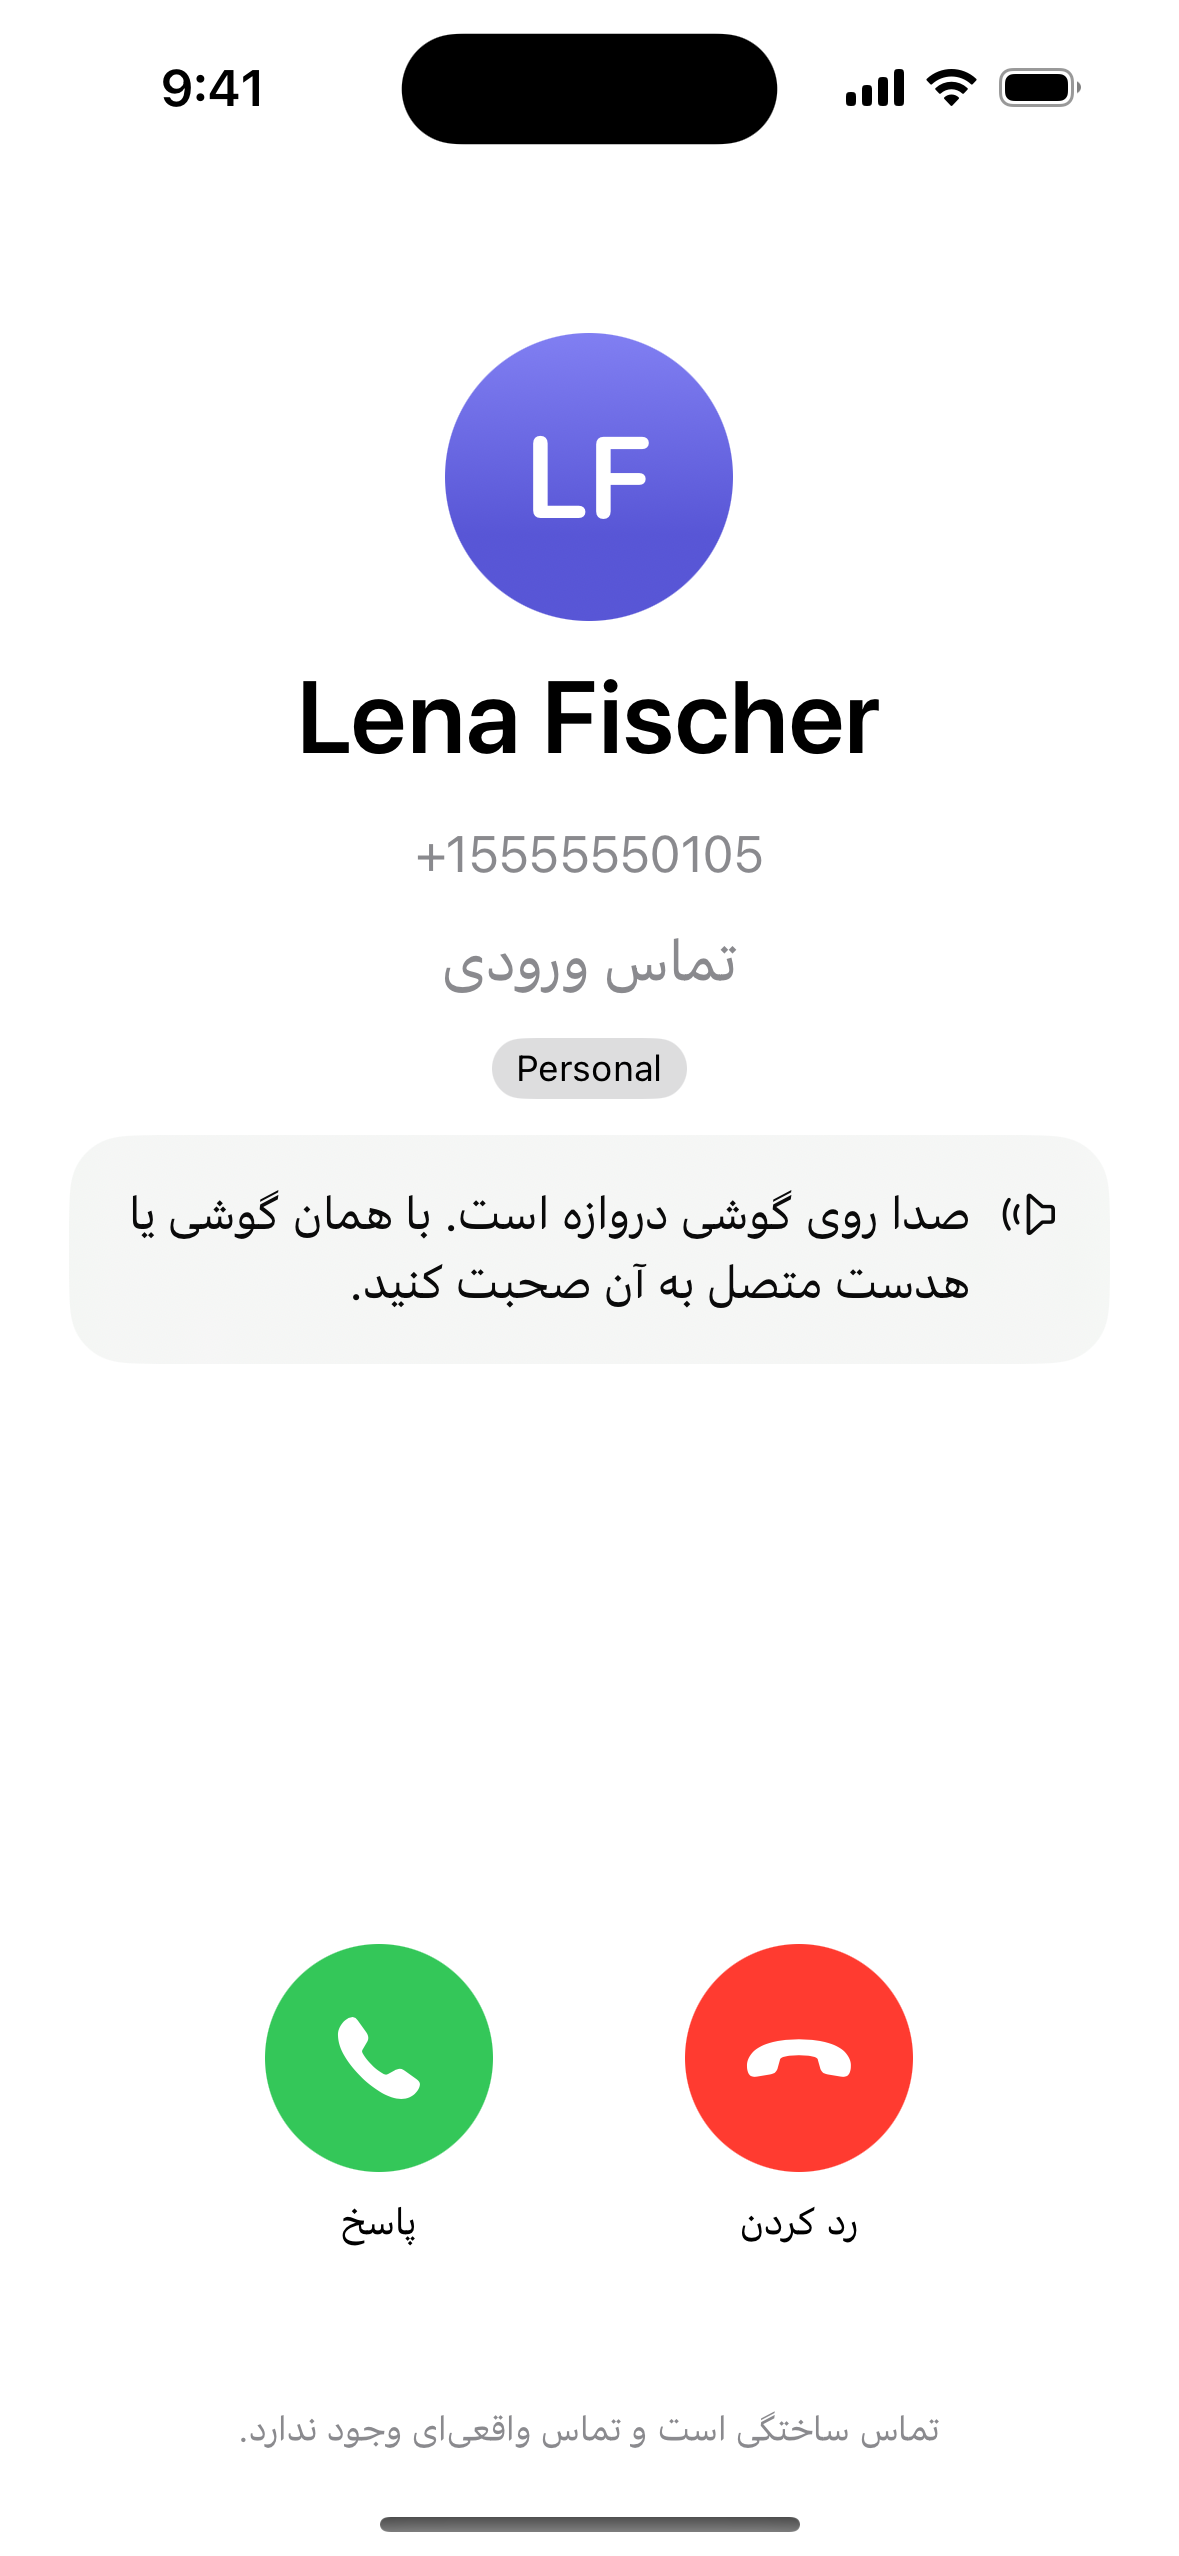 9:41
LF
Lena Fischer
+15555550105
تماس ورودی
Personal
صدا روی گوشی دروازه است. با همان گوشی یا
هدست متصل به آن صحبت کنید.
پاسخ
رد کردن
تماس ساختگی است و تماس واقعی‌ای وجود ندارد.